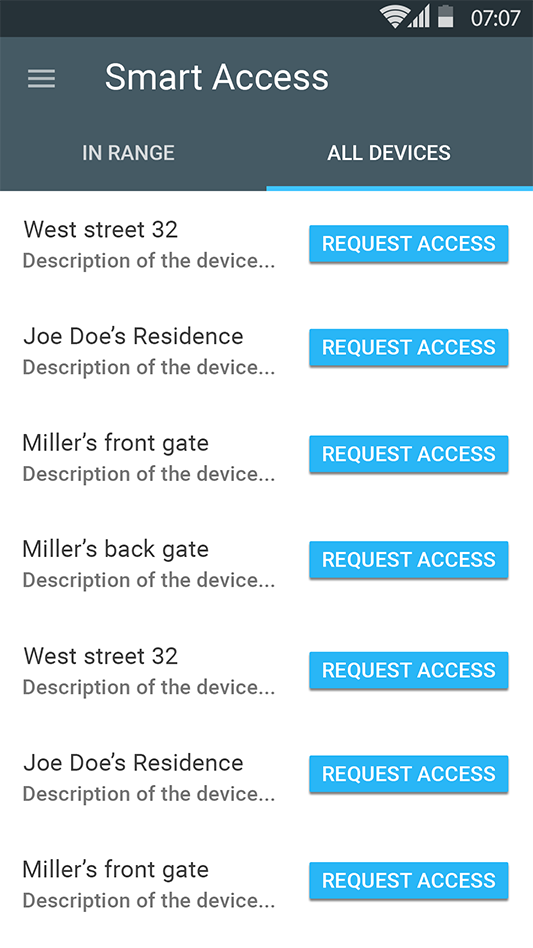 07:07
Smart Access
IN RANGE
ALL DEVICES
West street 32
Description of the device...
REQUEST ACCESS
Joe Doe’s Residence
Description of the device...
REQUEST ACCESS
Miller’s front gate
Description of the device...
REQUEST ACCESS
Miller’s back gate
Description of the device...
REQUEST ACCESS
West street 32
Description of the device...
REQUEST ACCESS
Joe Doe’s Residence
Description of the device...
REQUEST ACCESS
Miller’s front gate
Description of the device...
REQUEST ACCESS